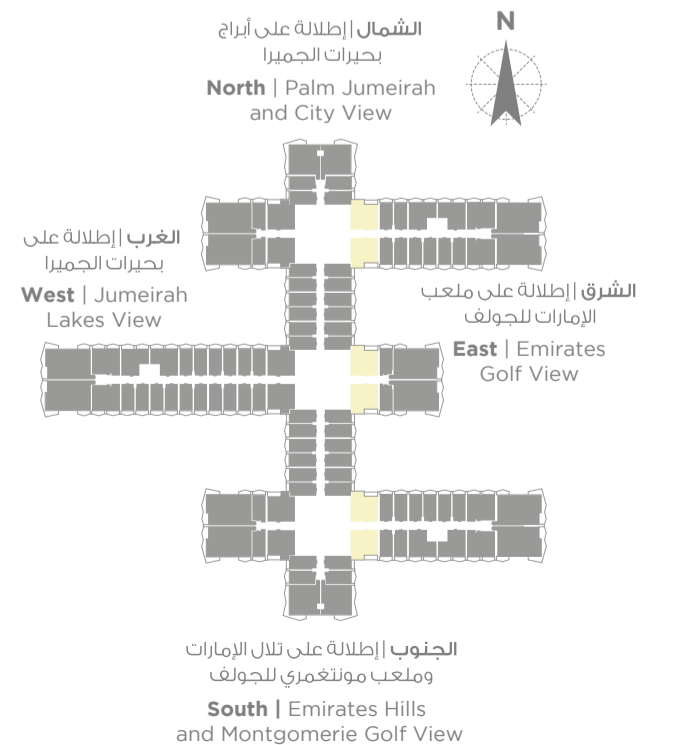 الشمال | إطلالة على أبراج
بحيرات الجميرا
North | Palm Jumeirah
and City View
N
الغرب | إطلالة على
بحيرات الجميرا
West | Jumeirah
Lakes View
الشرق | إطلالة على ملعب
الإمارات للجولف
East | Emirates
Golf View
الجنوب | إطلالة على تلال الإمارات
وملعب مونتغمري للجولف
South | Emirates Hills
and Montgomerie Golf View